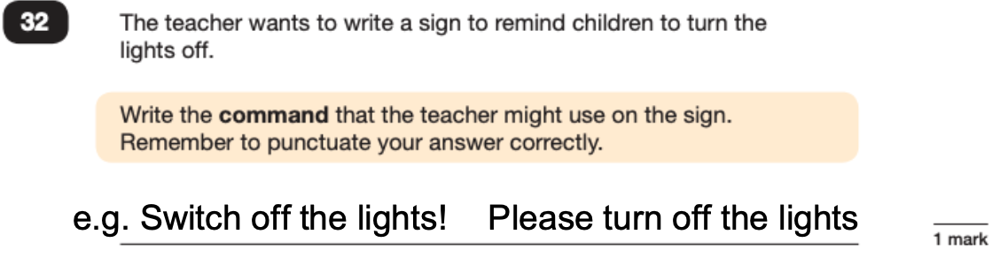 32
The teacher wants to write a sign to remind children to turn the
lights off.
Write the command that the teacher might use on the sign.
Remember to punctuate your answer correctly.
e.g. Switch off the lights! Please turn off the lights
1 mark